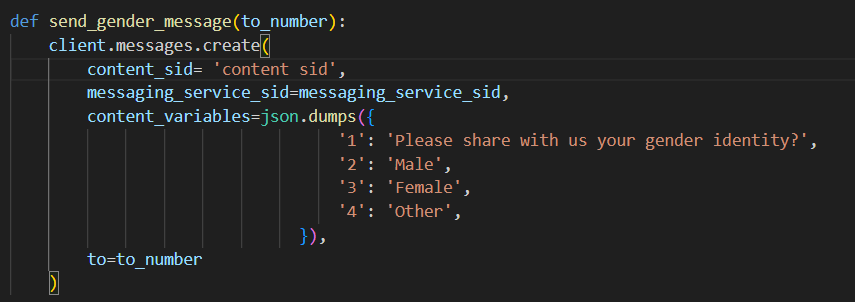 def send_gender_message(to_number):
    client.messages.create(
        content_sid= 'content sid',
        messaging_service_sid=messaging_service_sid,
        content_variables=json.dumps({
                                  '1': 'Please share with us your gender identity?',
                                  '2': 'Male',
                                  '3': 'Female',
                                  '4': 'Other',
                              }),
        to=to_number
    )